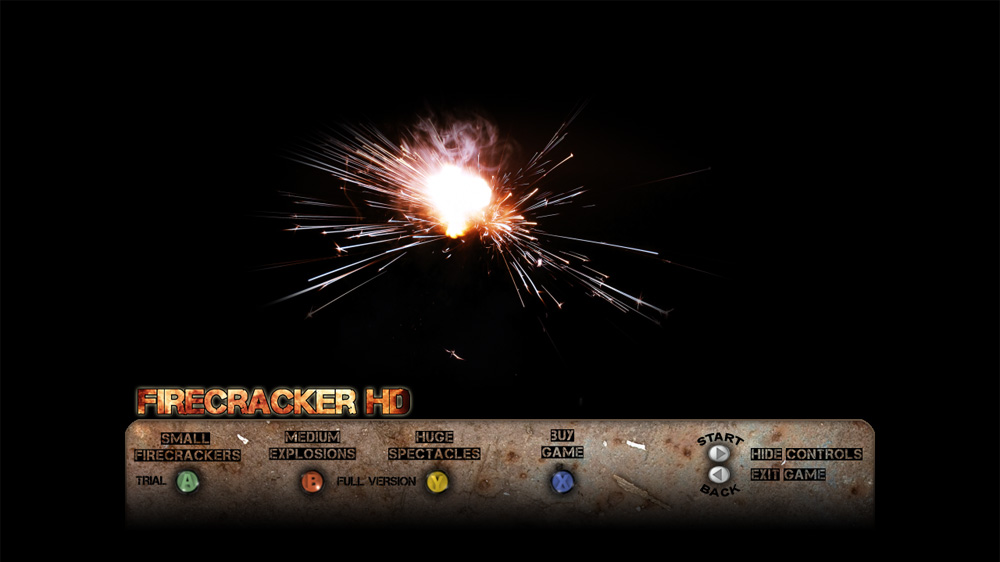 FIRECRACKER HD
SMALL
FIRECRACKERS
TRIAL A
MEDIUM
EXPLOSIONS
B FULL VERSION Y
HUGE
SPECTACLES
BUY
GAME
X
START
HIDE CONTROLS
EXIT GAME
BACK